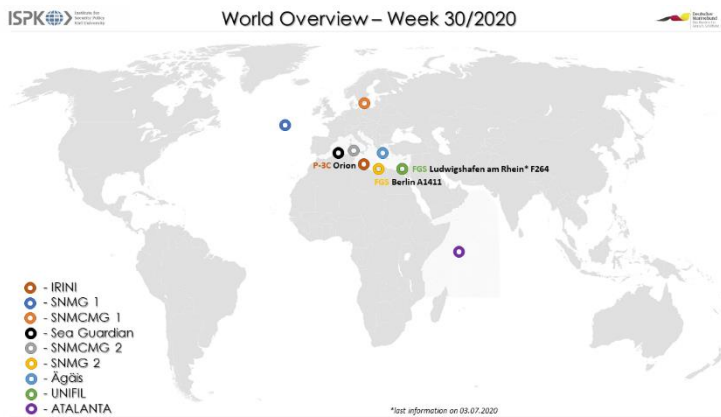 ISPK
Institute for
Security Policy
Kiel University
World Overview – Week 30/2020
Deutscher
Marinebund
P-3C Orion
FGS Ludwigshafen am Rhein* F264
FGS Berlin A1411
- IRINI
- SNMG 1
- SNMCMG 1
- Sea Guardian
- SNMCMG 2
- SNMG 2
- Ägäis
- UNIFIL
- ATALANTA
*last information on 03.07.2020